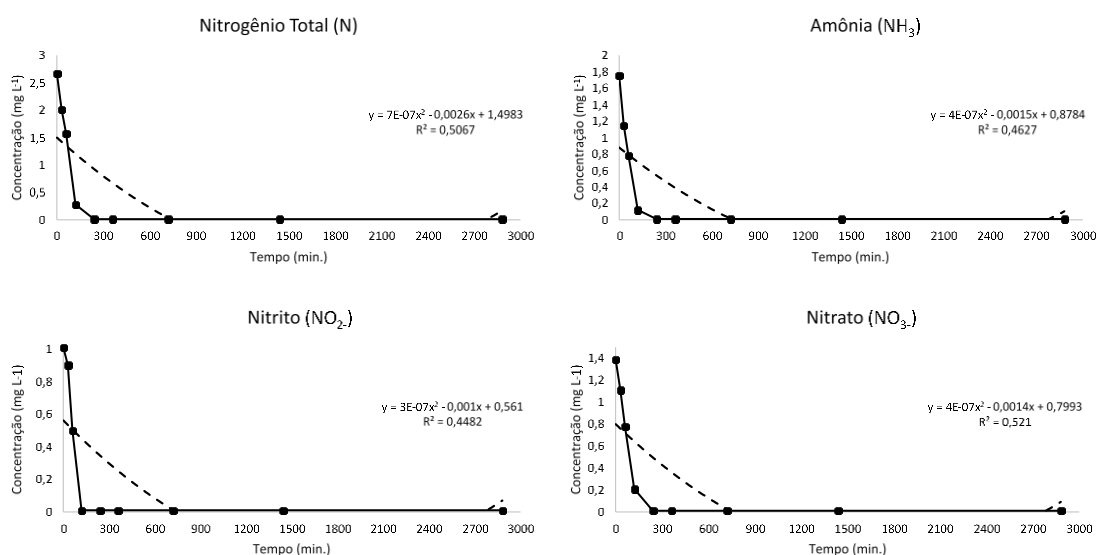 Nitrogênio Total (N)
Concentração (mg L-1)
3
2,5
2
1,5
1
0,5
0
y = 7E-07x² - 0,0026x + 1,4983
R² = 0,5067
0 300 600 900 1200 1500 1800 2100 2400 2700 3000
Tempo (min.)
Amônia (NH3)
Concentração (mg L-1)
2
1,8
1,6
1,4
1,2
1
0,8
0,6
0,4
0,2
0
y = 4E-07x² - 0,0015x + 0,8784
R² = 0,4627
0 300 600 900 1200 1500 1800 2100 2400 2700 3000
Tempo (min.)
Nitrito (NO2-)
Concentração (mg L-1)
1
0,8
0,6
0,4
0,2
0
y = 3E-07x² - 0,001x + 0,561
R² = 0,4482
0 300 600 900 1200 1500 1800 2100 2400 2700 3000
Tempo (min.)
Nitrato (NO3-)
Concentração (mg L-1)
1,4
1,2
1
0,8
0,6
0,4
0,2
0
y = 4E-07x² - 0,0014x + 0,7993
R² = 0,521
0 300 600 900 1200 1500 1800 2100 2400 2700 3000
Tempo (min.)